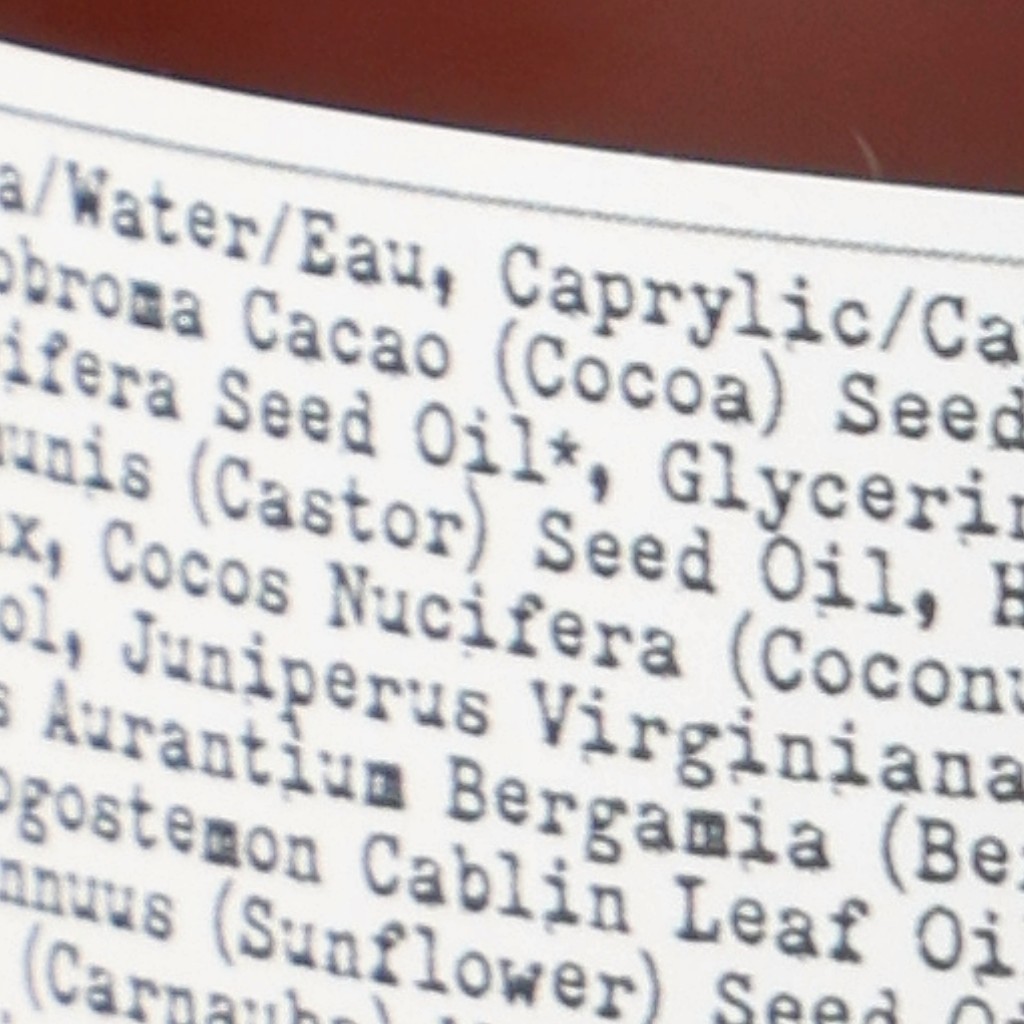 a/Water/Eau, Caprylic/Ca
obroma Cacao (Cocoa) Seed
ifera Seed Oil*, Glycerin
unis (Castor) Seed Oil, H
x, Cocos Nucifera (Coconu
ol, Juniperus Virginiana
s Aurantium Bergamia (Be
ogostemon Cablin Leaf Oi
nnuus (Sunflower) Seed
(Carnauba)